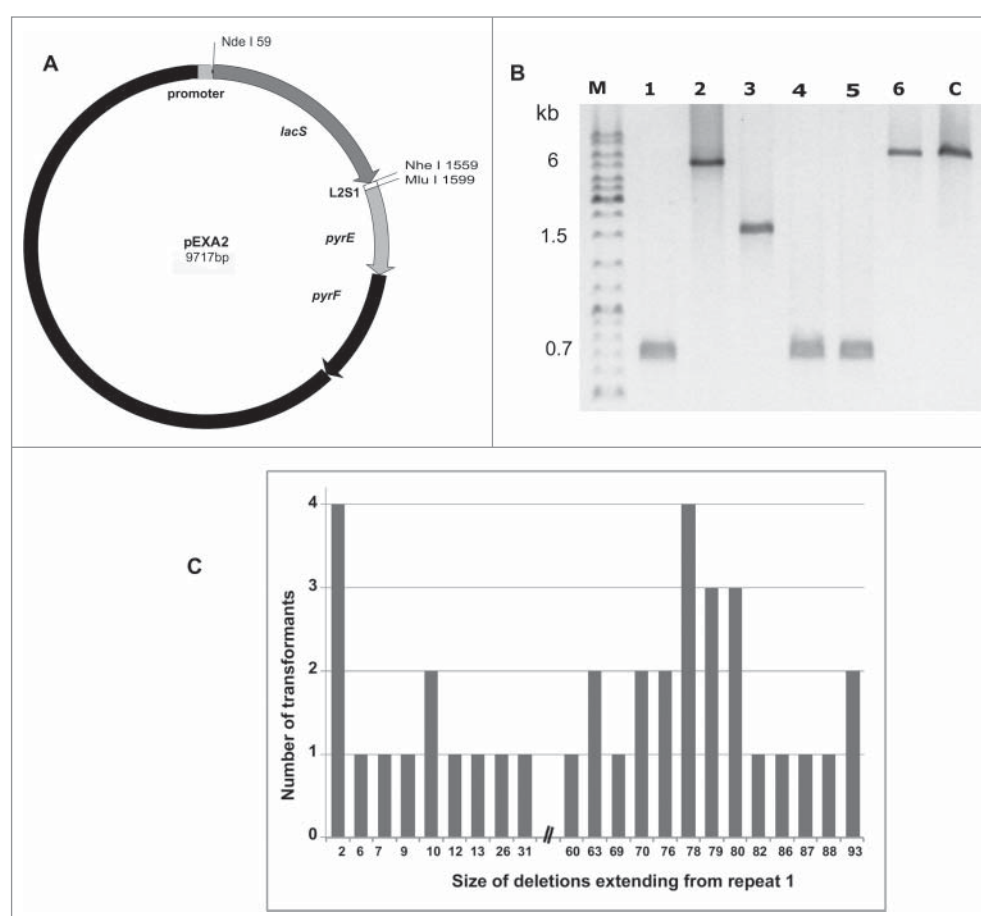 A
Nde I 59
promoter
lacS
Nhe I 1559
Mlu I 1599
L2S1
pEXA2
9717bp
pyrE
pyrF
B
M 1 2 3 4 5 6 C
kb
6
1.5
0.7
C
Number of transformants
4
3
2
1
0
2 6 7 9 10 12 13 26 31 // 60 63 69 70 76 78 79 80 82 86 87 88 93
Size of deletions extending from repeat 1